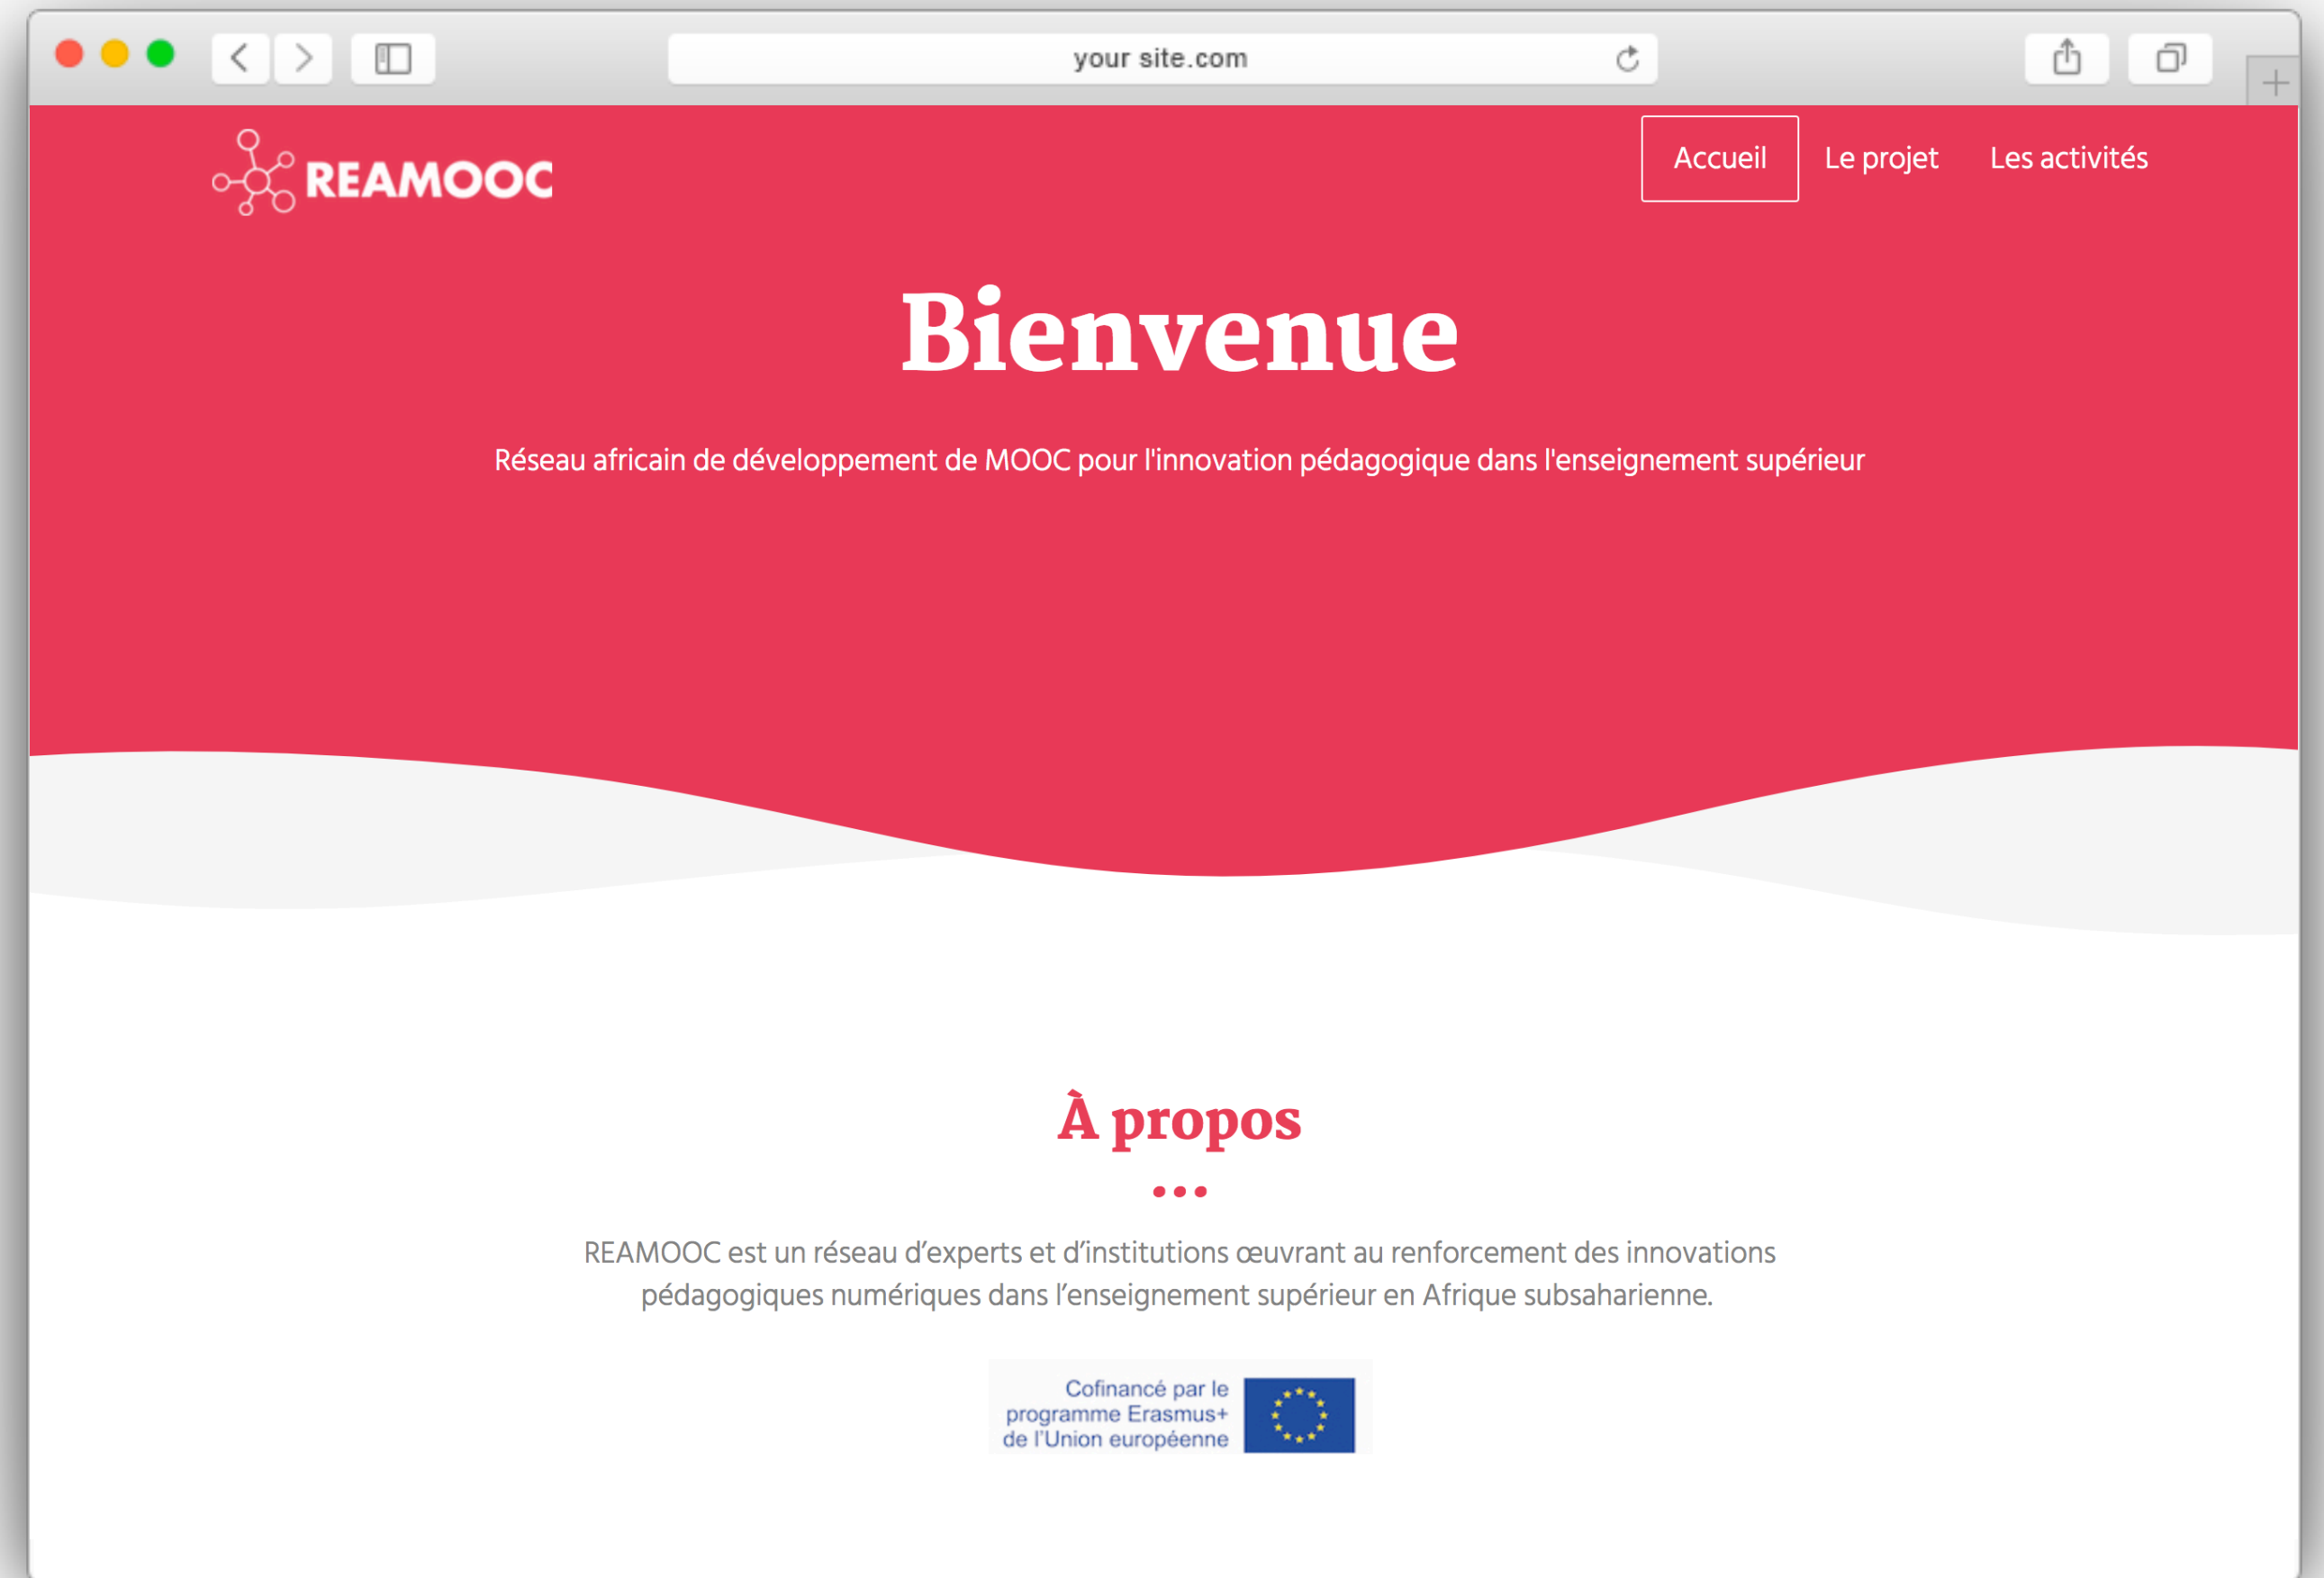 your site.com
REAMOOC
Accueil Le projet Les activités
Bienvenue
Réseau africain de développement de MOOC pour l'innovation pédagogique dans l'enseignement supérieur
À propos
...
REAMOOC est un réseau d’experts et d’institutions œuvrant au renforcement des innovations
pédagogiques numériques dans l’enseignement supérieur en Afrique subsaharienne.
Cofinancé par le
programme Erasmus+
de l’Union européenne